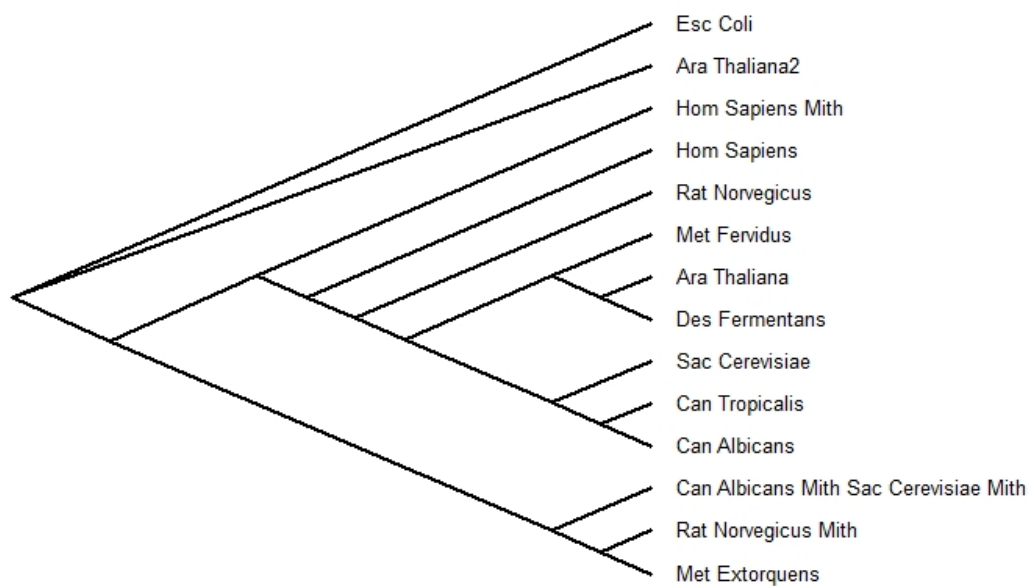 Esc Coli
Ara Thaliana2
Hom Sapiens Mith
Hom Sapiens
Rat Norvegicus
Met Fervidus
Ara Thaliana
Des Fermentans
Sac Cerevisiae
Can Tropicalis
Can Albicans
Can Albicans Mith Sac Cerevisiae Mith
Rat Norvegicus Mith
Met Extorquens